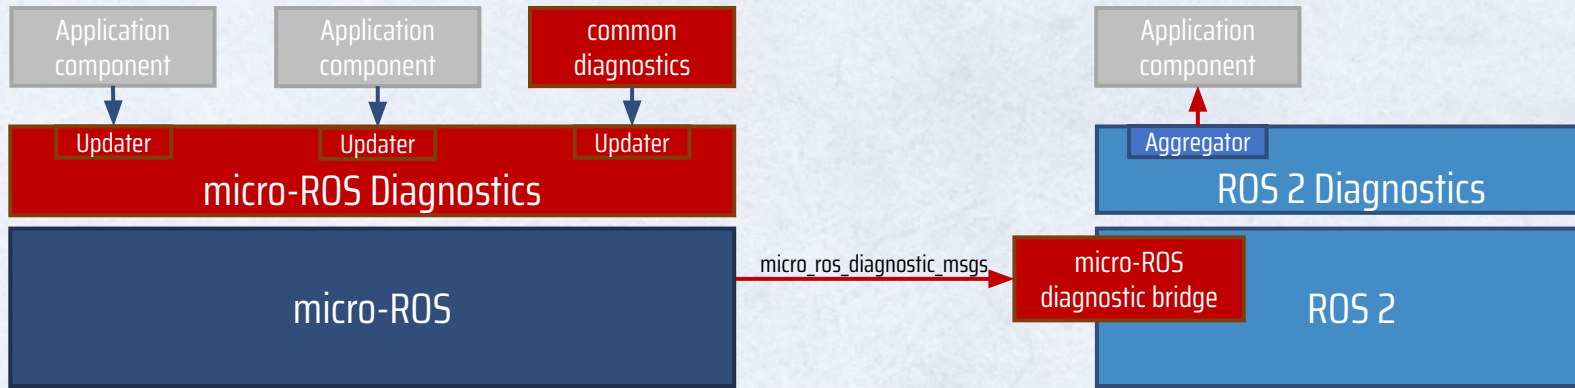 Application
component
Application
component
common
diagnostics
Application
component
Updater
Updater
Updater
Aggregator
micro-ROS Diagnostics
ROS 2 Diagnostics
micro_ros_diagnostic_msgs
micro-ROS
diagnostic bridge
micro-ROS
ROS 2